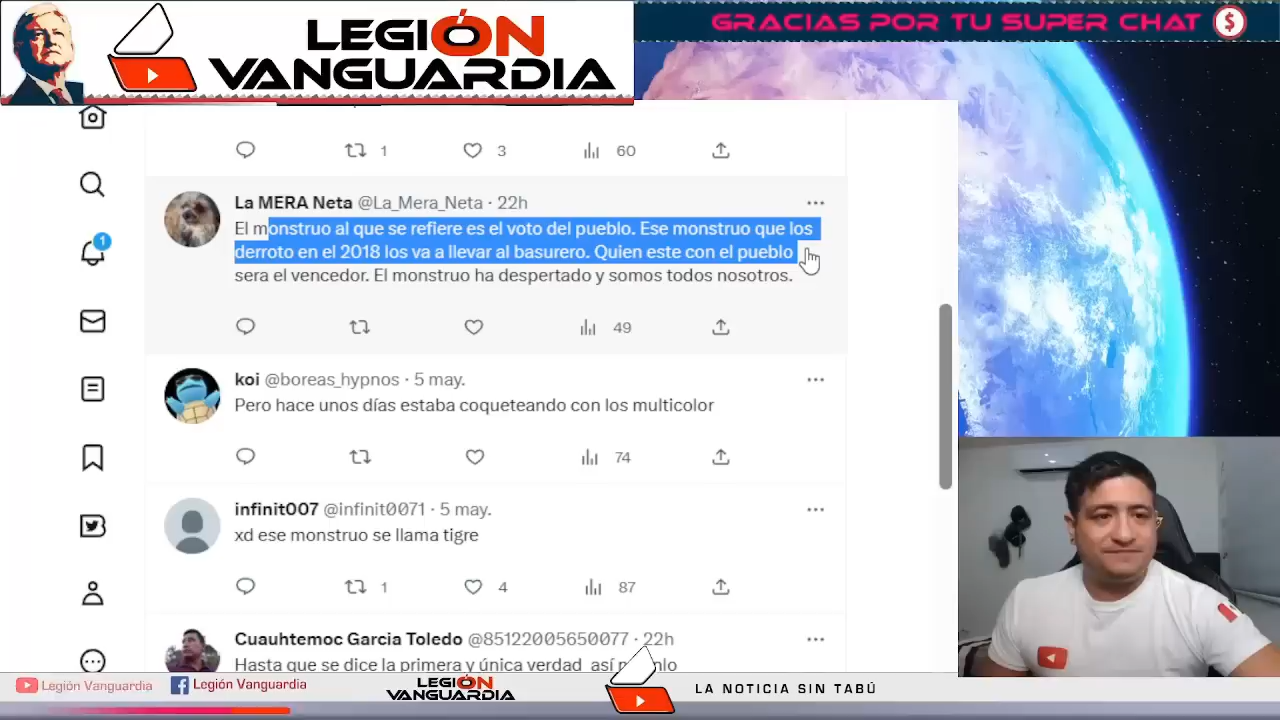 LEGIÓN
VANGUARDIA
GRACIAS POR TU SUPER CHAT
1 3 60
La MERA Neta @La_Mera_Neta · 22h
El monstruo al que se refiere es el voto del pueblo. Ese monstruo que los
derroto en el 2018 los va a llevar al basurero. Quien este con el pueblo
sera el vencedor. El monstruo ha despertado y somos todos nosotros.
49
1
koi @boreas_hypnos · 5 may.
Pero hace unos días estaba coqueteando con los multicolor
74
infinit007 @infinit0071 · 5 may.
xd ese monstruo se llama tigre
1 4 87
Cuauhtemoc Garcia Toledo @85122005650077 · 22h
Hasta que se dice la primera y única verdad así
Legión Vanguardia
Legión Vanguardia
LEGIÓN
VANGUARDIA
LA NOTICIA SIN TABÚ